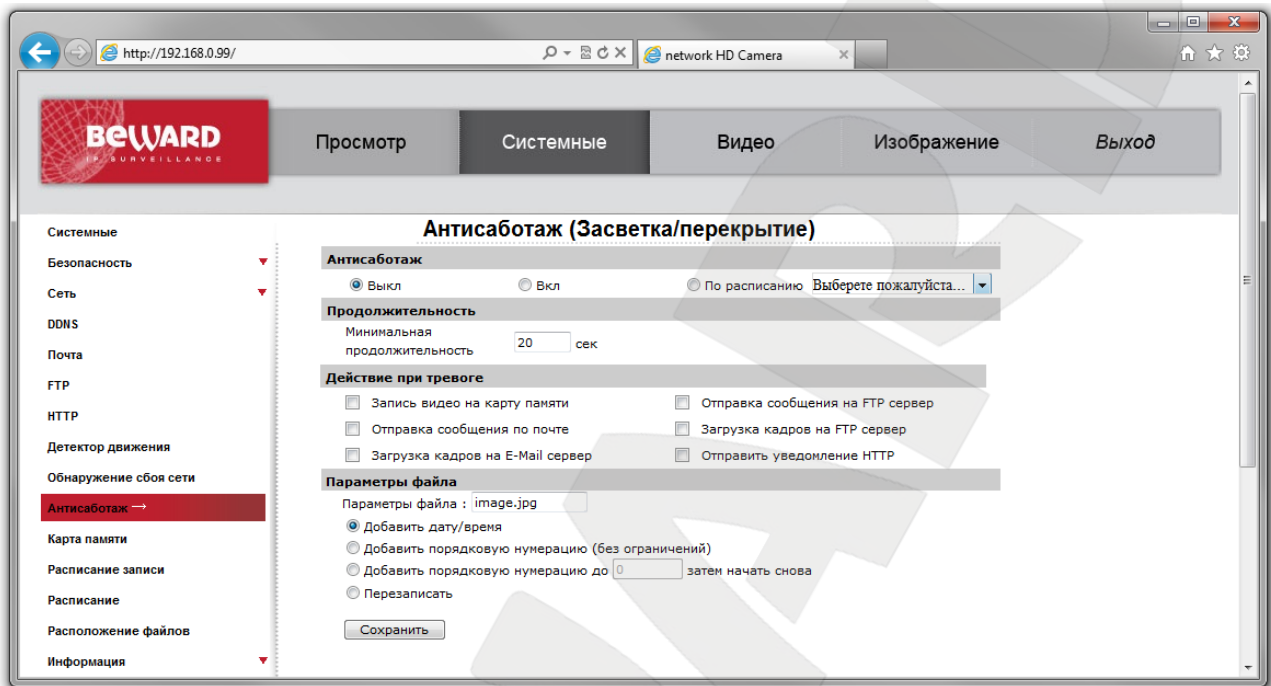 http://192.168.0.99/
network HD Camera
BEWARD
IP SURVEILLANCE
Просмотр
Системные
Видео
Изображение
Выход
Системные
Безопасность
Сеть
DDNS
Почта
FTP
HTTP
Детектор движения
Обнаружение сбоя сети
Антисаботаж →
Карта памяти
Расписание записи
Расписание
Расположение файлов
Информация
Антисаботаж (Засветка/перекрытие)
Антисаботаж
Выкл Вкл По расписанию Выберете пожалуйста...
Продолжительность
Минимальная
продолжительность 20 сек
Действие при тревоге
Запись видео на карту памяти Отправка сообщения на FTP сервер
Отправка сообщения по почте Загрузка кадров на FTP сервер
Загрузка кадров на E-Mail сервер Отправить уведомление HTTP
Параметры файла
Параметры файла : image.jpg
Добавить дату/время
Добавить порядковую нумерацию (без ограничений)
Добавить порядковую нумерацию до 0 затем начать снова
Перезаписать
Сохранить